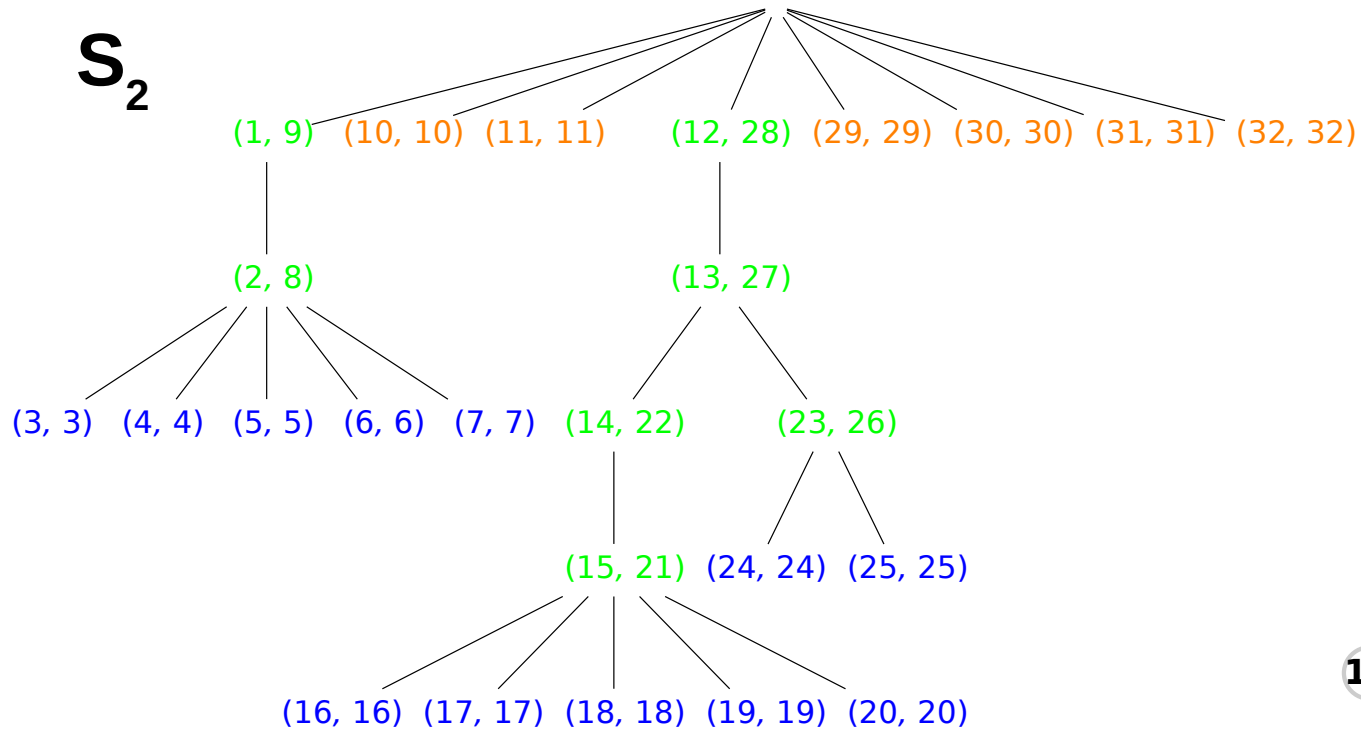 S2
(1, 9) (10, 10) (11, 11) (12, 28) (29, 29) (30, 30) (31, 31) (32, 32)
(2, 8) (13, 27)
(3, 3) (4, 4) (5, 5) (6, 6) (7, 7) (14, 22) (23, 26)
(15, 21) (24, 24) (25, 25)
1
(16, 16) (17, 17) (18, 18) (19, 19) (20, 20)